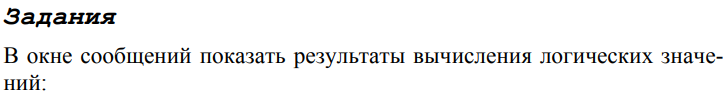 Задания
В окне сообщений показать результаты вычисления логических значе-
ний: